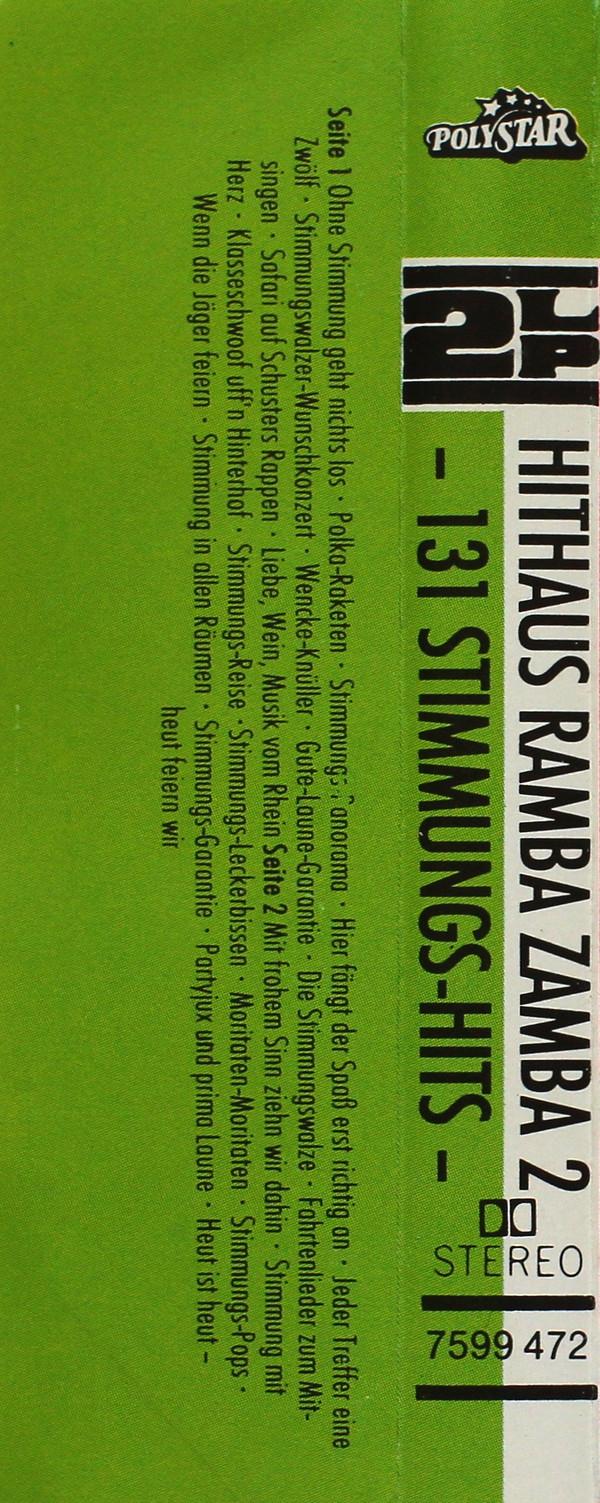 POLYSTAR
2 LP
HITHAUS RAMBA ZAMBA 2
– 131 STIMMUNGS-HITS –
STEREO
7599 472
Seite 1 Ohne Stimmung geht nichts los · Polka-Raketen · Stimmungs-Panorama · Hier fängt der Spaß erst richtig an · Jeder Treffer eine
Zwölf · Stimmungswalzer-Wunschkonzert · Wencke-Knüller · Gute-Laune-Garantie · Die Stimmungswalze · Fahrtenlieder zum Mit-
singen · Safari auf Schusters Rappen · Liebe, Wein, Musik vom Rhein Seite 2 Mit frohem Sinn ziehn wir dahin · Stimmung mit
Herz · Klasseschwoof uff'n Hinterhof · Stimmungs-Reise · Stimmungs-Leckerbissen · Moritaten-Moritaten · Stimmungs-Pops ·
Wenn die Jäger feiern · Stimmung in allen Räumen · Stimmungs-Garantie · Partyjux und prima Laune · Heut ist heut –
heut feiern wir